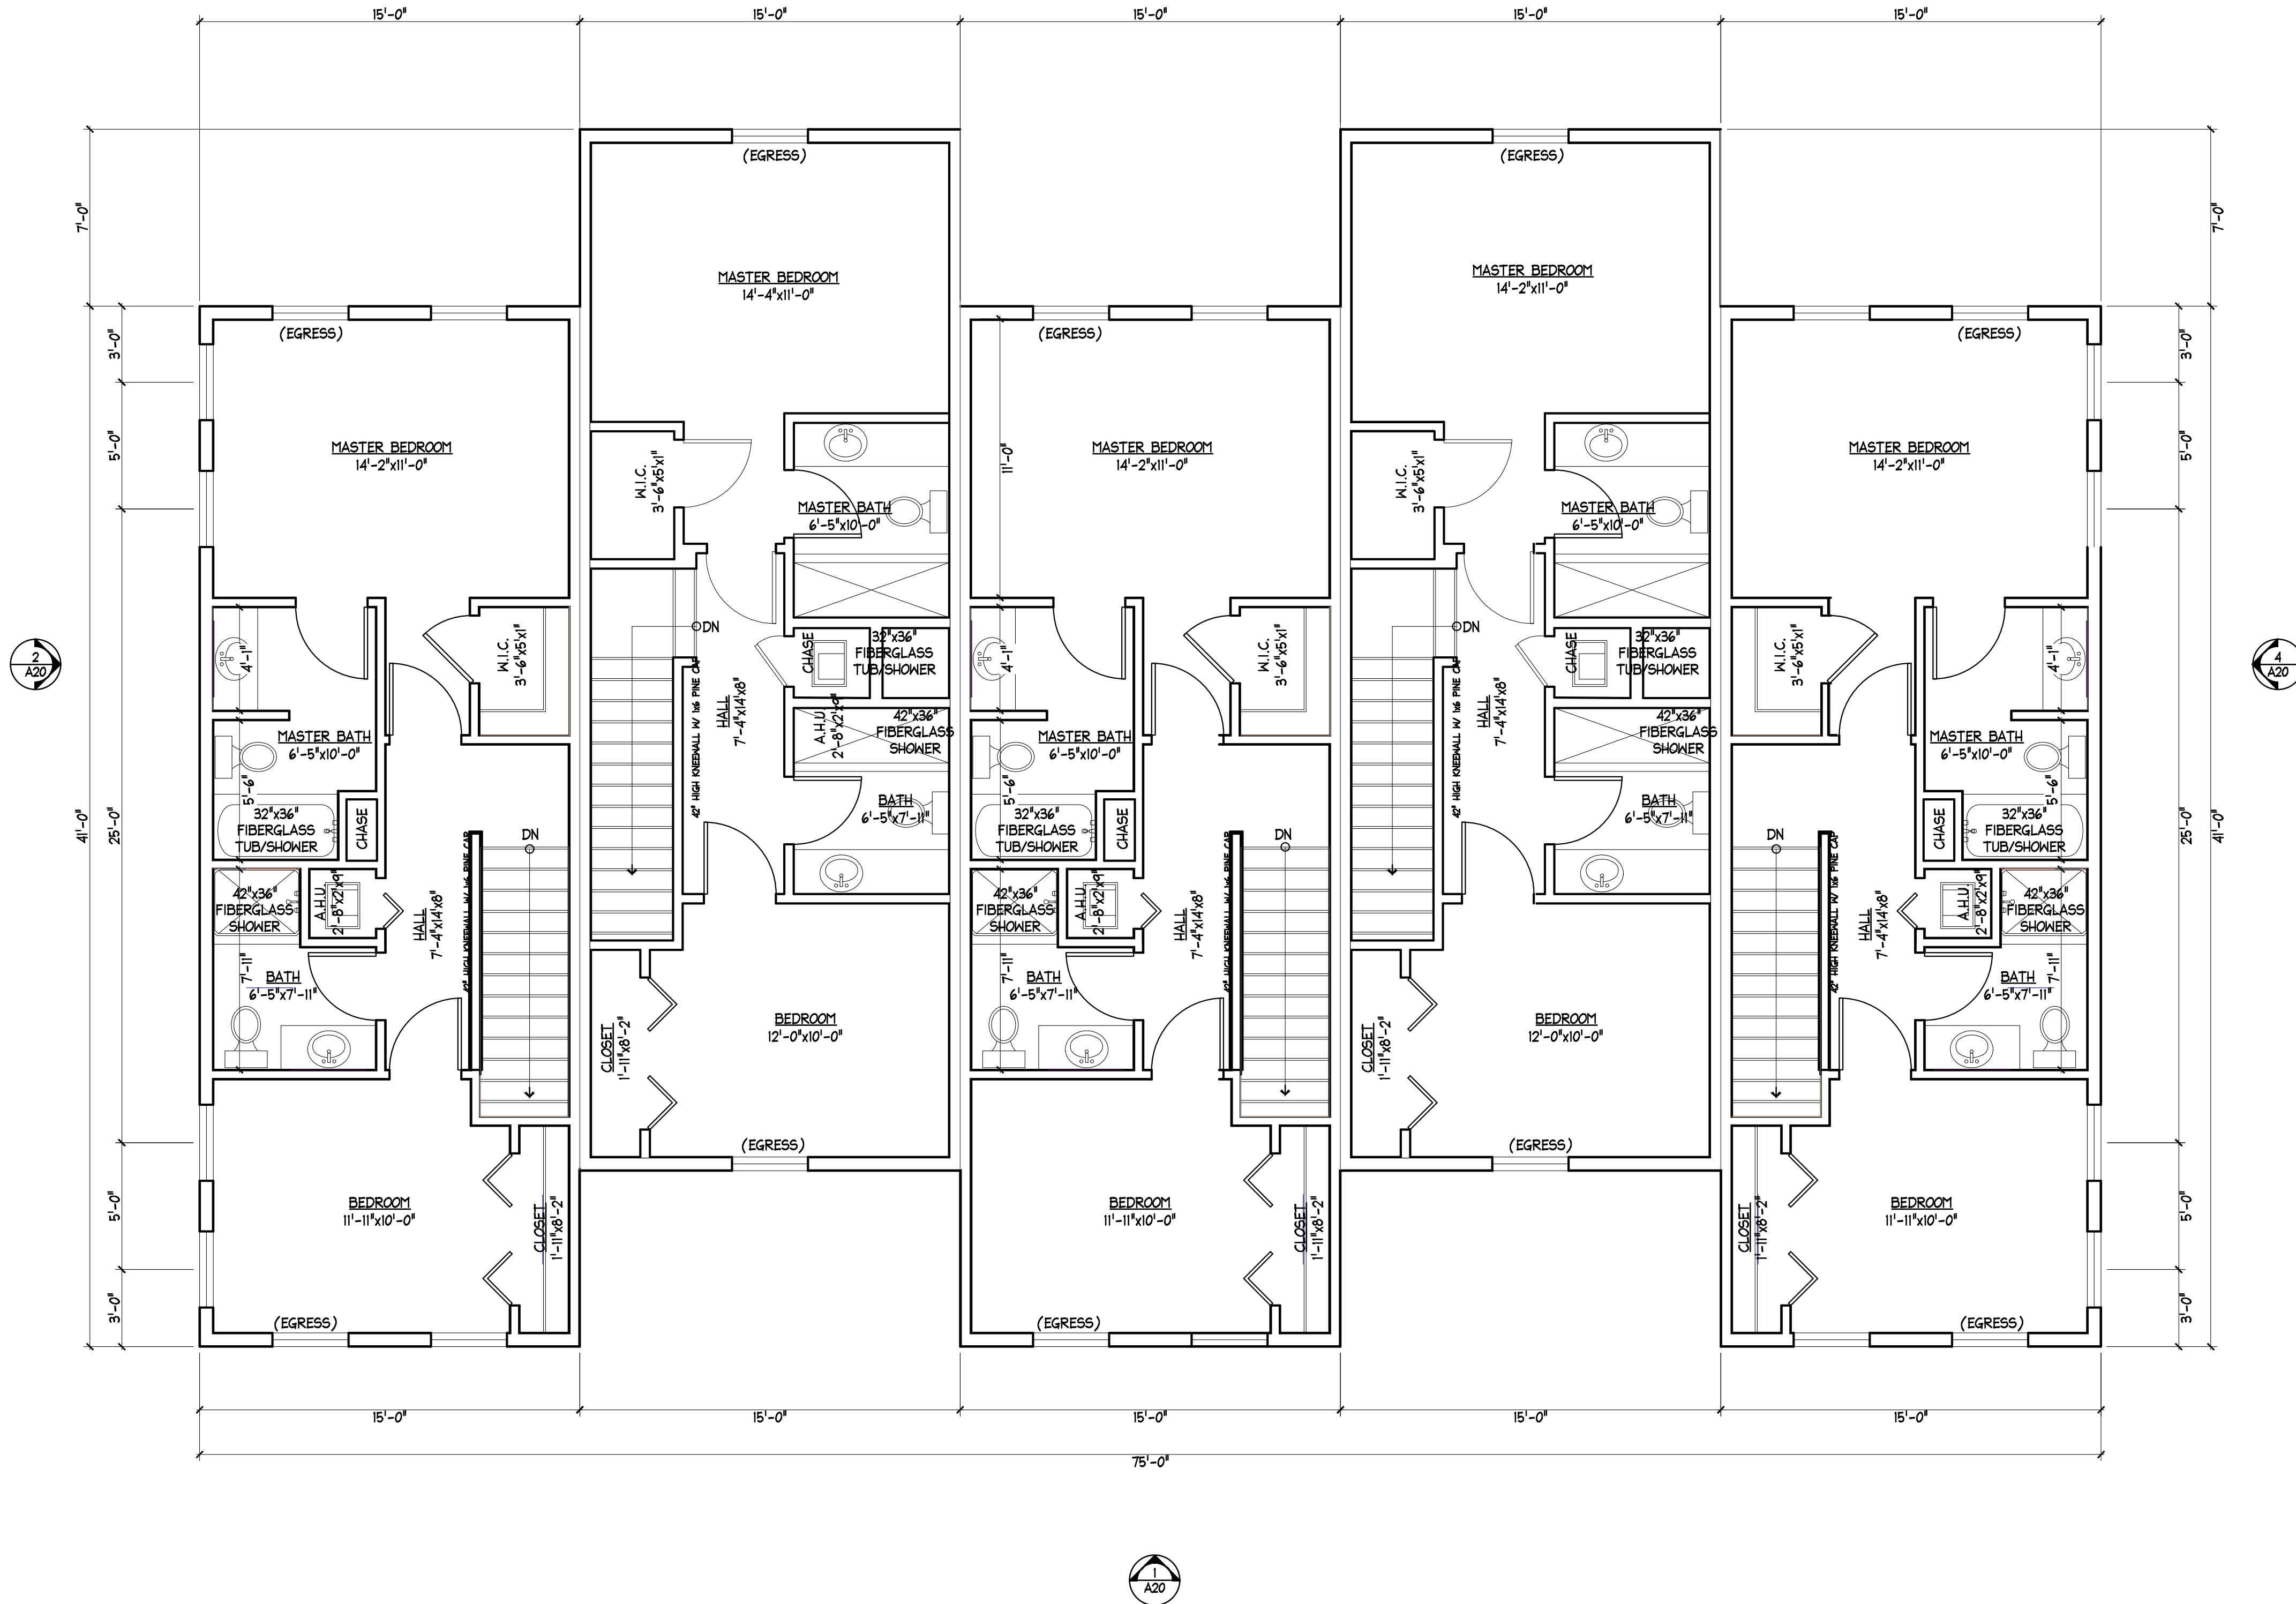 15'-0"
15'-0"
15'-0"
15'-0"
15'-0"
7'-0"
3'-0"
5'-0"
41'-0"
25'-0"
5'-0"
3'-0"
2
A20
(EGRESS)
MASTER BEDROOM
14'-2"x11'-0"
4'-1"
W.I.C.
3'-6"x5'x1"
MASTER BATH
6'-5"x10'-0"
5'-6"
32"x36"
FIBERGLASS
TUB/SHOWER
CHASE
42"x36"
FIBERGLASS
SHOWER
A.H.U.
2'-8"x2'x9"
HALL
7'-4"x14'x8"
42" HIGH KNEEWALL W/ 1x6 PINE CAP
DN
7'-11"
BATH
6'-5"x7'-11"
BEDROOM
11'-11"x10'-0"
CLOSET
1'-11"x8'-2"
(EGRESS)
(EGRESS)
MASTER BEDROOM
14'-4"x11'-0"
W.I.C.
3'-6"x5'x1"
MASTER BATH
6'-5"x10'-0"
DN
42" HIGH KNEEWALL W/ 1x6 PINE CAP
HALL
7'-4"x14'x8"
CHASE
32"x36"
FIBERGLASS
TUB/SHOWER
A.H.U.
2'-8"x2'x9"
42"x36"
FIBERGLASS
SHOWER
BATH
6'-5"x7'-11"
BEDROOM
12'-0"x10'-0"
CLOSET
1'-11"x8'-2"
(EGRESS)
(EGRESS)
11'-0"
MASTER BEDROOM
14'-2"x11'-0"
4'-1"
W.I.C.
3'-6"x5'x1"
MASTER BATH
6'-5"x10'-0"
5'-6"
32"x36"
FIBERGLASS
TUB/SHOWER
CHASE
42"x36"
FIBERGLASS
SHOWER
A.H.U.
2'-8"x2'x9"
HALL
7'-4"x14'x8"
42" HIGH KNEEWALL W/ 1x6 PINE CAP
DN
7'-11"
BATH
6'-5"x7'-11"
BEDROOM
11'-11"x10'-0"
CLOSET
1'-11"x8'-2"
(EGRESS)
(EGRESS)
MASTER BEDROOM
14'-2"x11'-0"
W.I.C.
3'-6"x5'x1"
MASTER BATH
6'-5"x10'-0"
DN
42" HIGH KNEEWALL W/ 1x6 PINE CAP
HALL
7'-4"x14'x8"
CHASE
32"x36"
FIBERGLASS
TUB/SHOWER
42"x36"
FIBERGLASS
SHOWER
BATH
6'-5"x7'-11"
BEDROOM
12'-0"x10'-0"
CLOSET
1'-11"x8'-2"
(EGRESS)
(EGRESS)
MASTER BEDROOM
14'-2"x11'-0"
W.I.C.
3'-6"x5'x1"
4'-1"
MASTER BATH
6'-5"x10'-0"
5'-6"
32"x36"
FIBERGLASS
TUB/SHOWER
CHASE
DN
42" HIGH KNEEWALL W/ 1x6 PINE CAP
HALL
7'-4"x14'x8"
A.H.U.
2'-8"x2'x9"
42"x36"
FIBERGLASS
SHOWER
BATH
6'-5"x7'-11"
7'-11"
BEDROOM
11'-11"x10'-0"
CLOSET
1'-11"x8'-2"
(EGRESS)
7'-0"
3'-0"
5'-0"
25'-0"
41'-0"
5'-0"
3'-0"
4
A20
15'-0"
15'-0"
15'-0"
15'-0"
15'-0"
75'-0"
1
A20